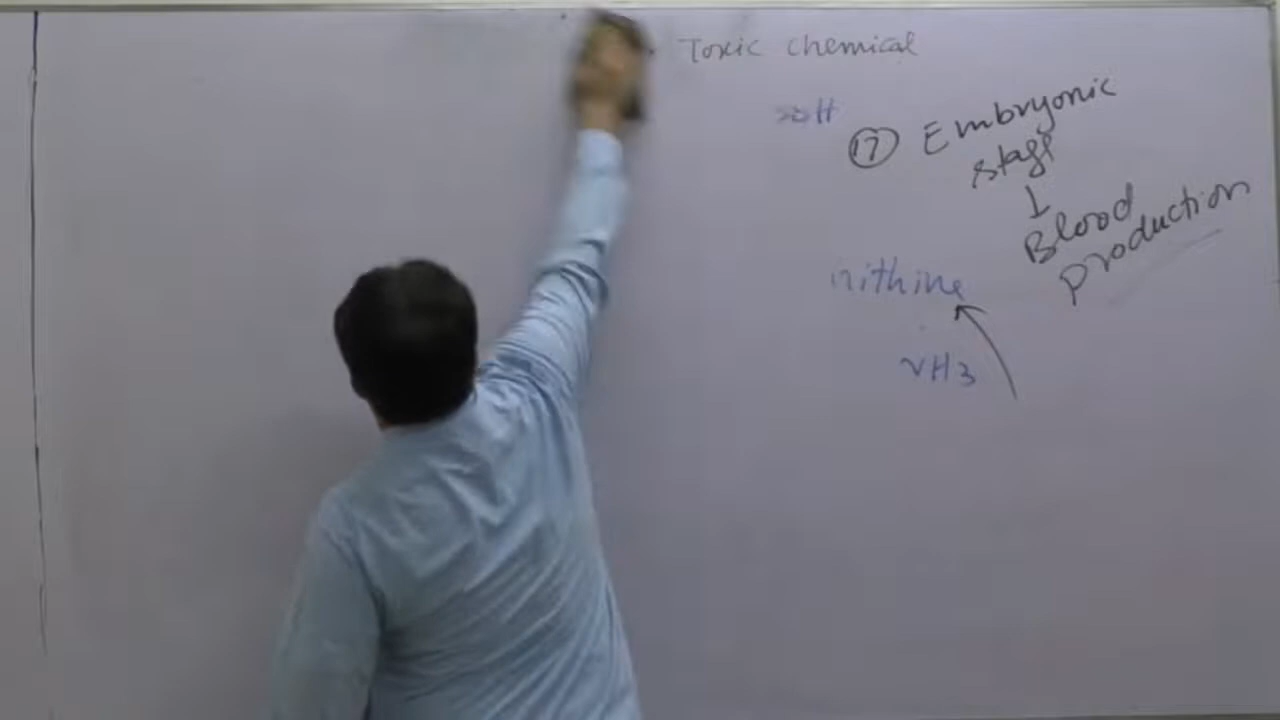 Toxic chemical
17 Embryonic
stage
↓
Blood
production
nithine
NH3